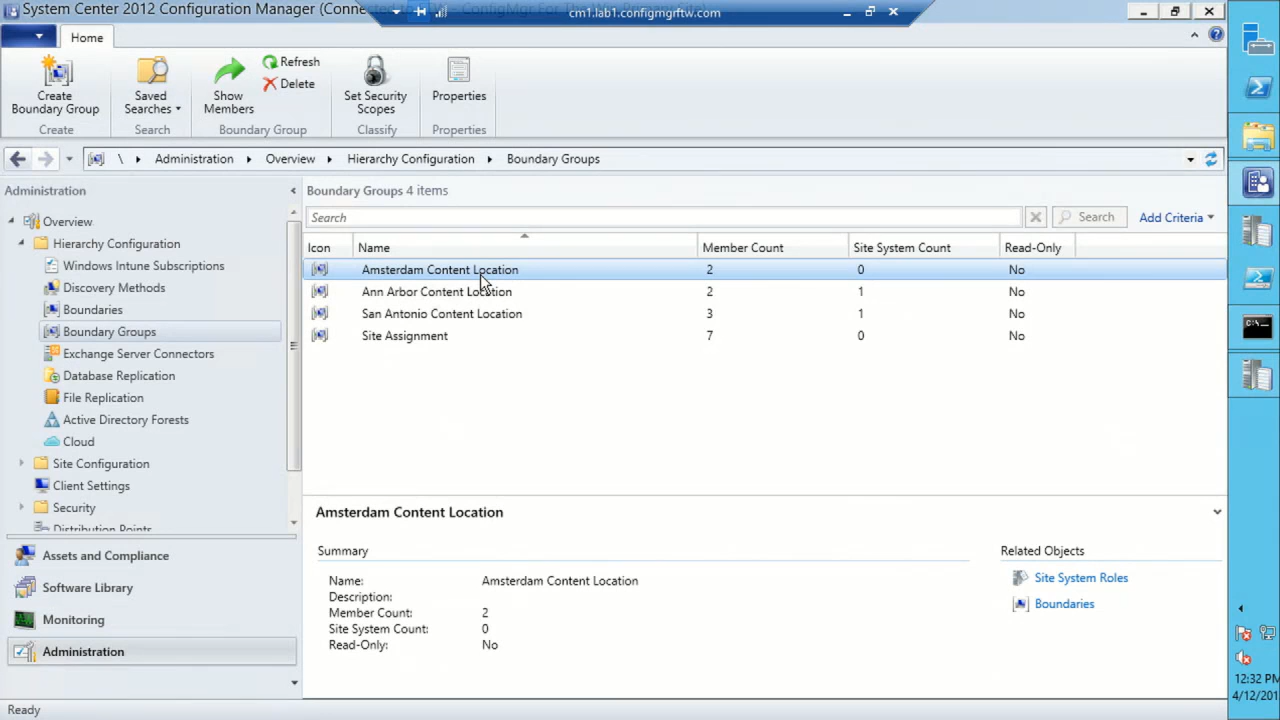 System Center 2012 Configuration Manager (Connected to
ConfigMgr For The
cm1.lab1.configmgrftw.com
Home
Create Boundary Group
Saved Searches
Show Members
Refresh
Delete
Set Security Scopes
Properties
Create
Search
Boundary Group
Classify
Properties
\ Administration Overview Hierarchy Configuration Boundary Groups
Administration
Overview
Hierarchy Configuration
Windows Intune Subscriptions
Discovery Methods
Boundaries
Boundary Groups
Exchange Server Connectors
Database Replication
File Replication
Active Directory Forests
Cloud
Site Configuration
Client Settings
Security
Distribution Points
Assets and Compliance
Software Library
Monitoring
Administration
Boundary Groups 4 items
Search
Search
Add Criteria
Icon Name Member Count Site System Count Read-Only
Amsterdam Content Location 2 0 No
Ann Arbor Content Location 2 1 No
San Antonio Content Location 3 1 No
Site Assignment 7 0 No
Amsterdam Content Location
Summary
Name: Amsterdam Content Location
Description:
Member Count: 2
Site System Count: 0
Read-Only: No
Related Objects
Site System Roles
Boundaries
C:\
12:32 PM
4/12/201
Ready